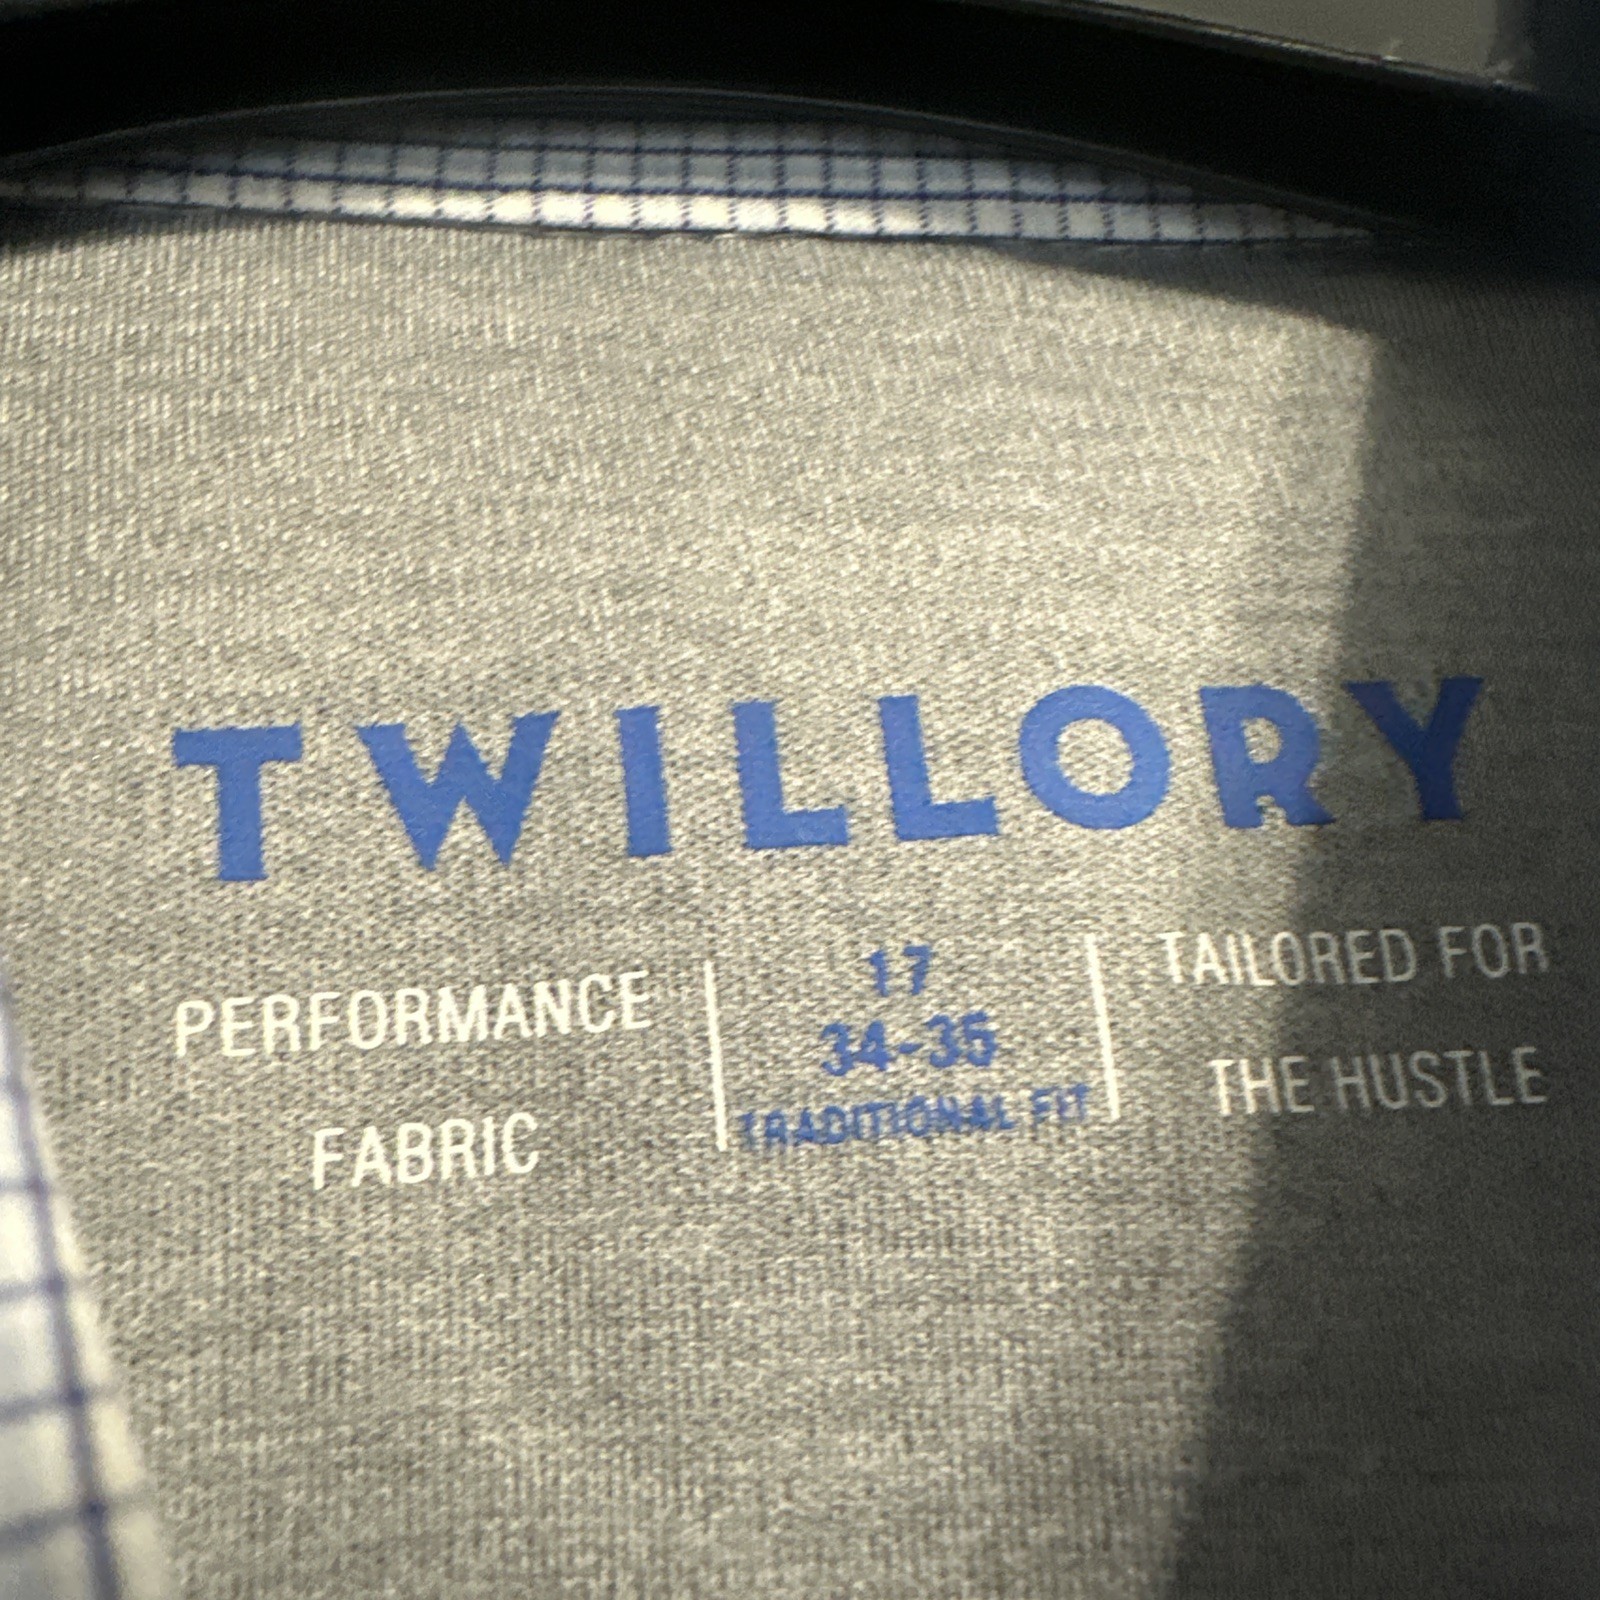 TWILLORY
PERFORMANCE
FABRIC
17
34-35
TRADITIONAL FIT
TAILORED FOR
THE HUSTLE